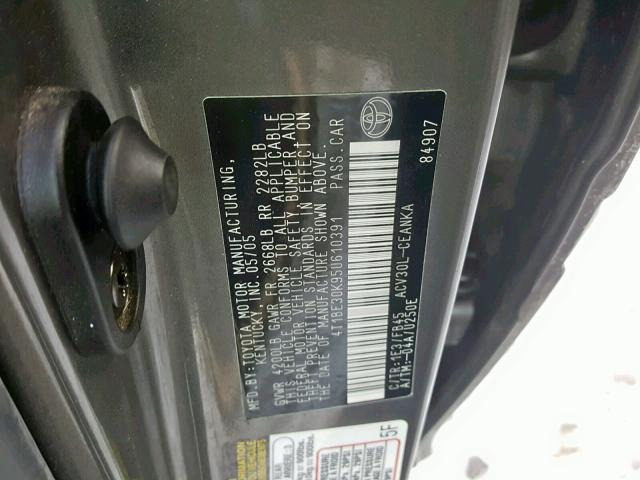 MFD.BY:TOYOTA MOTOR MANUFACTURING,
KENTUCKY, INC. 05/05
GVWR 4200LB GAWR FR 2668LB RR 2282LB
THIS VEHICLE CONFORMS TO ALL APPLICABLE
FEDERAL MOTOR VEHICLE SAFETY, BUMPER, AND
THEFT PREVENTION STANDARDS IN EFFECT ON
THE DATE OF MANUFACTURE SHOWN ABOVE.
4T1BE30K95U610391 PASS.CAR
C/TR:1E3/FB45 ACV30L-CEANKA
A/TM:-04A/U250E
84907
5F